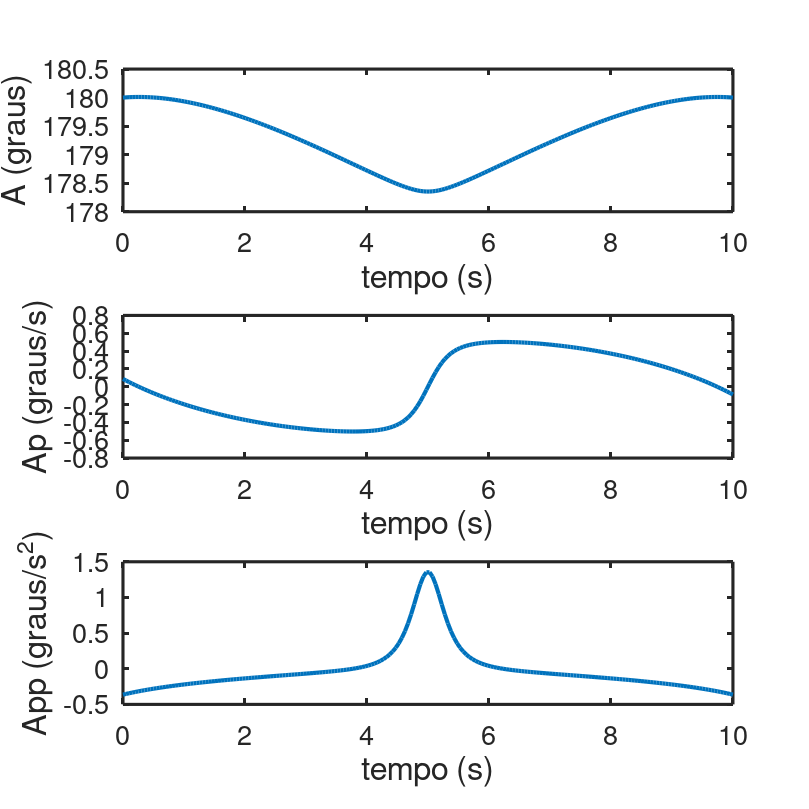 A (graus)
180.5
180
179.5
179
178.5
178
0 2 4 6 8 10
tempo (s)
Ap (graus/s)
0.8
0.6
0.4
0.2
0
-0.2
-0.4
-0.6
-0.8
0 2 4 6 8 10
tempo (s)
App (graus/s²)
1.5
1
0.5
0
-0.5
0 2 4 6 8 10
tempo (s)